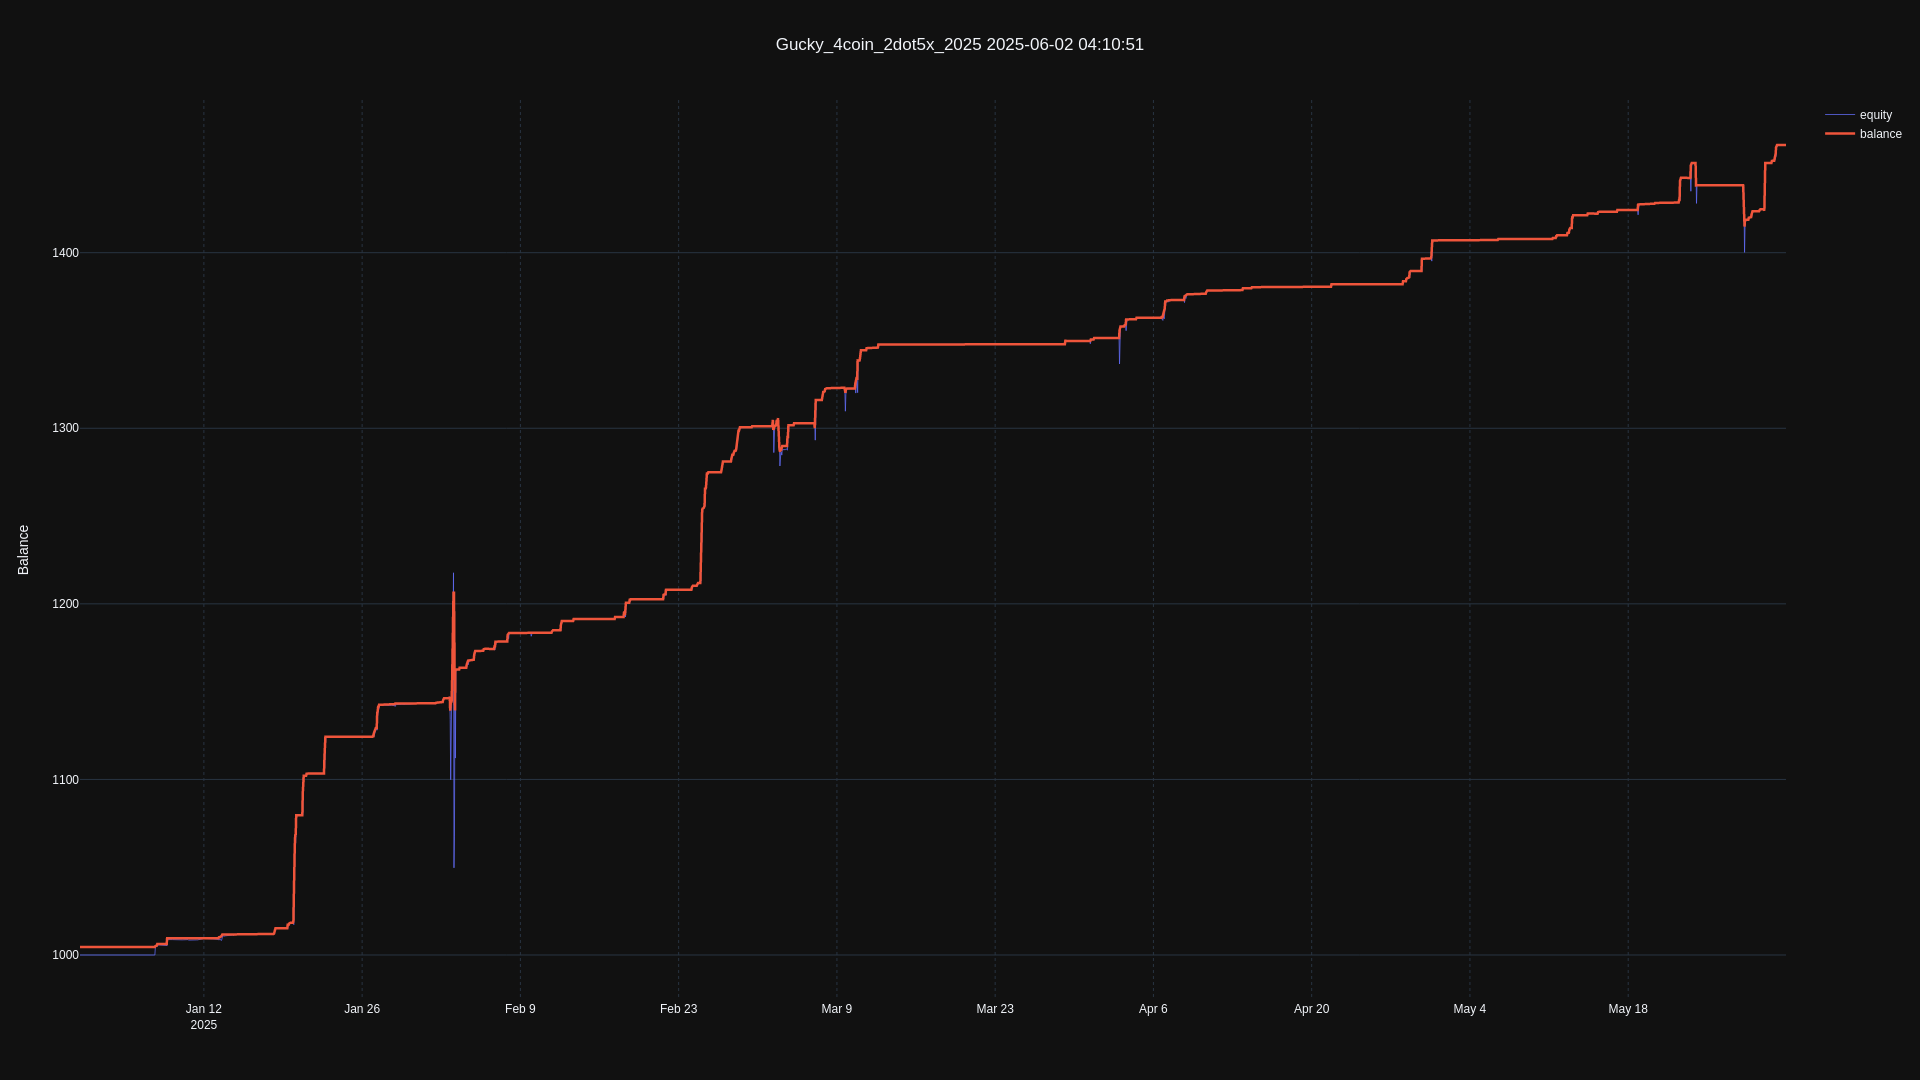 Gucky_4coin_2dot5x_2025 2025-06-02 04:10:51
equity
balance
Balance
1400
1300
1200
1100
1000
Jan 12
2025
Jan 26
Feb 9
Feb 23
Mar 9
Mar 23
Apr 6
Apr 20
May 4
May 18